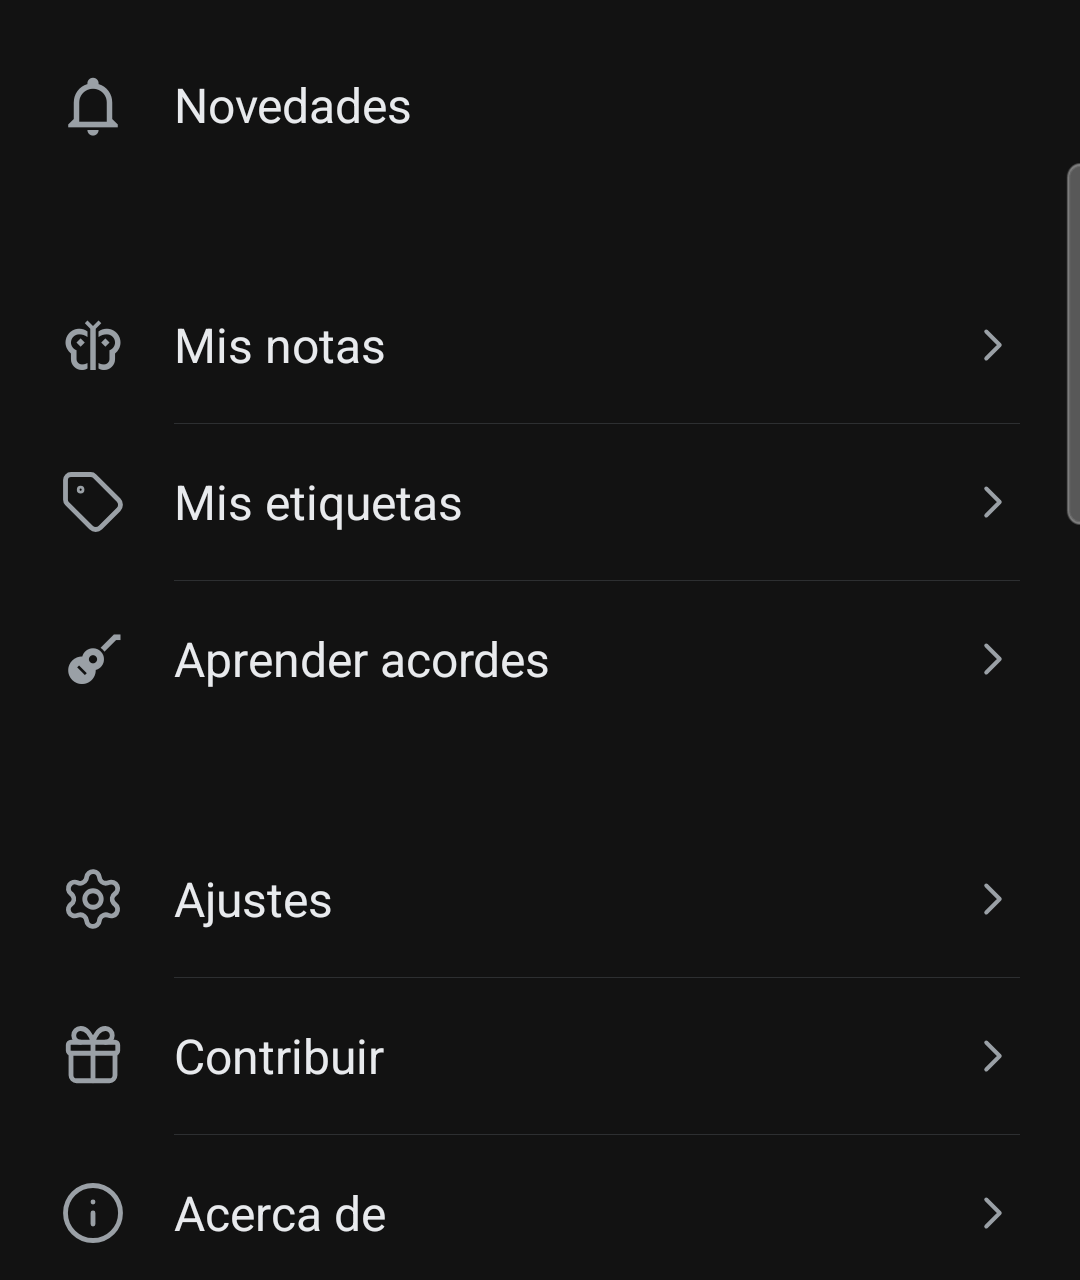 Novedades
Mis notas
Mis etiquetas
Aprender acordes
Ajustes
Contribuir
Acerca de